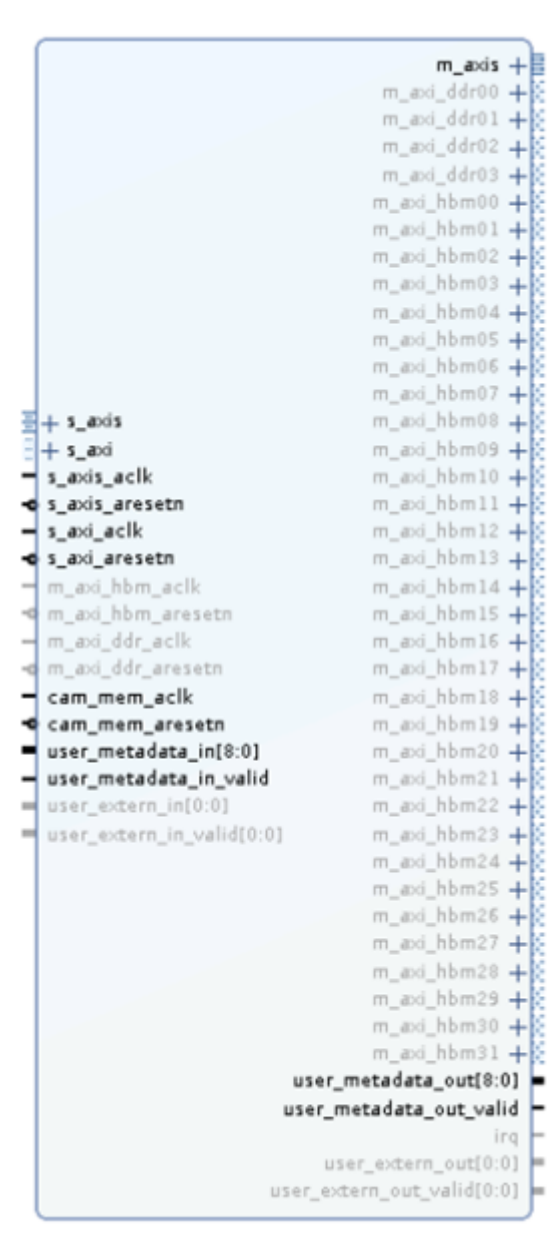 m_axis
m_axi_ddr00
m_axi_ddr01
m_axi_ddr02
m_axi_ddr03
m_axi_hbm00
m_axi_hbm01
m_axi_hbm02
m_axi_hbm03
m_axi_hbm04
m_axi_hbm05
m_axi_hbm06
m_axi_hbm07
s_axis m_axi_hbm08
s_axi m_axi_hbm09
s_axis_aclk m_axi_hbm10
s_axis_aresetn m_axi_hbm11
s_axi_aclk m_axi_hbm12
s_axi_aresetn m_axi_hbm13
m_axi_hbm_aclk m_axi_hbm14
m_axi_hbm_aresetn m_axi_hbm15
m_axi_ddr_aclk m_axi_hbm16
m_axi_ddr_aresetn m_axi_hbm17
cam_mem_aclk m_axi_hbm18
cam_mem_aresetn m_axi_hbm19
user_metadata_in[8:0] m_axi_hbm20
user_metadata_in_valid m_axi_hbm21
user_extern_in[0:0] m_axi_hbm22
user_extern_in_valid[0:0] m_axi_hbm23
m_axi_hbm24
m_axi_hbm25
m_axi_hbm26
m_axi_hbm27
m_axi_hbm28
m_axi_hbm29
m_axi_hbm30
m_axi_hbm31
user_metadata_out[8:0]
user_metadata_out_valid
irq
user_extern_out[0:0]
user_extern_out_valid[0:0]